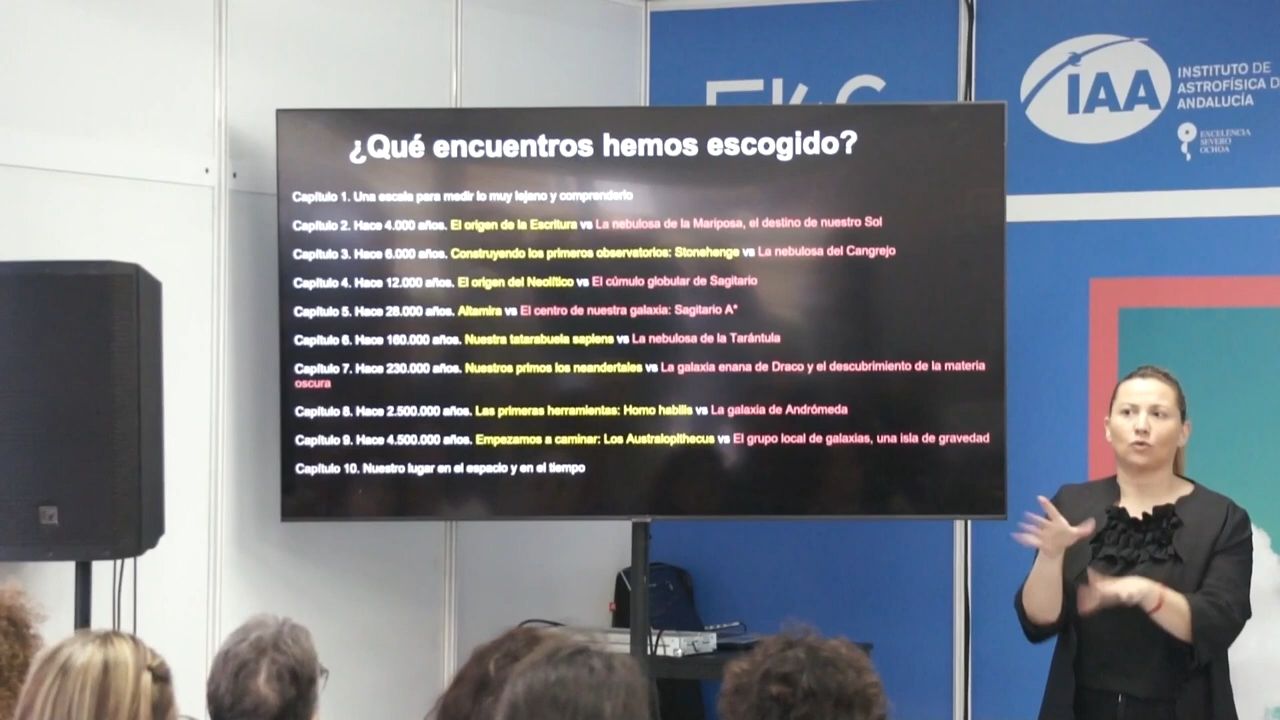 ¿Qué encuentros hemos escogido?
Capítulo 1. Una escala para medir lo muy lejano y comprenderlo
Capítulo 2. Hace 4.000 años. El origen de la Escritura vs La nebulosa de la Mariposa, el destino de nuestro Sol
Capítulo 3. Hace 6.000 años. Construyendo los primeros observatorios: Stonehenge vs La nebulosa del Cangrejo
Capítulo 4. Hace 12.000 años. El origen del Neolítico vs El cúmulo globular de Sagitario
Capítulo 5. Hace 28.000 años. Altamira vs El centro de nuestra galaxia: Sagitario A*
Capítulo 6. Hace 160.000 años. Nuestra tatarabuela sapiens vs La nebulosa de la Tarántula
Capítulo 7. Hace 230.000 años. Nuestros primos los neandertales vs La galaxia enana de Draco y el descubrimiento de la materia
oscura
Capítulo 8. Hace 2.500.000 años. Las primeras herramientas: Homo habilis vs La galaxia de Andrómeda
Capítulo 9. Hace 4.500.000 años. Empezamos a caminar: Los Australopithecus vs El grupo local de galaxias, una isla de gravedad
Capítulo 10. Nuestro lugar en el espacio y en el tiempo
IAA
INSTITUTO DE
ASTROFÍSICA D
ANDALUCÍA
EXCELENCIA
SEVERO
OCHOA